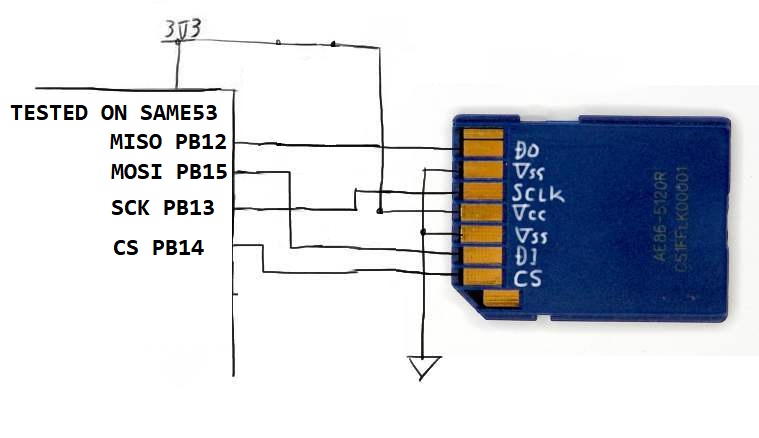 3V3
TESTED ON SAME53
MISO PB12
MOSI PB15
SCK PB13
CS PB14
DO
Vss
SCLK
Vcc
Vss
DI
CS
AE86-5120R
C51FFLK00001